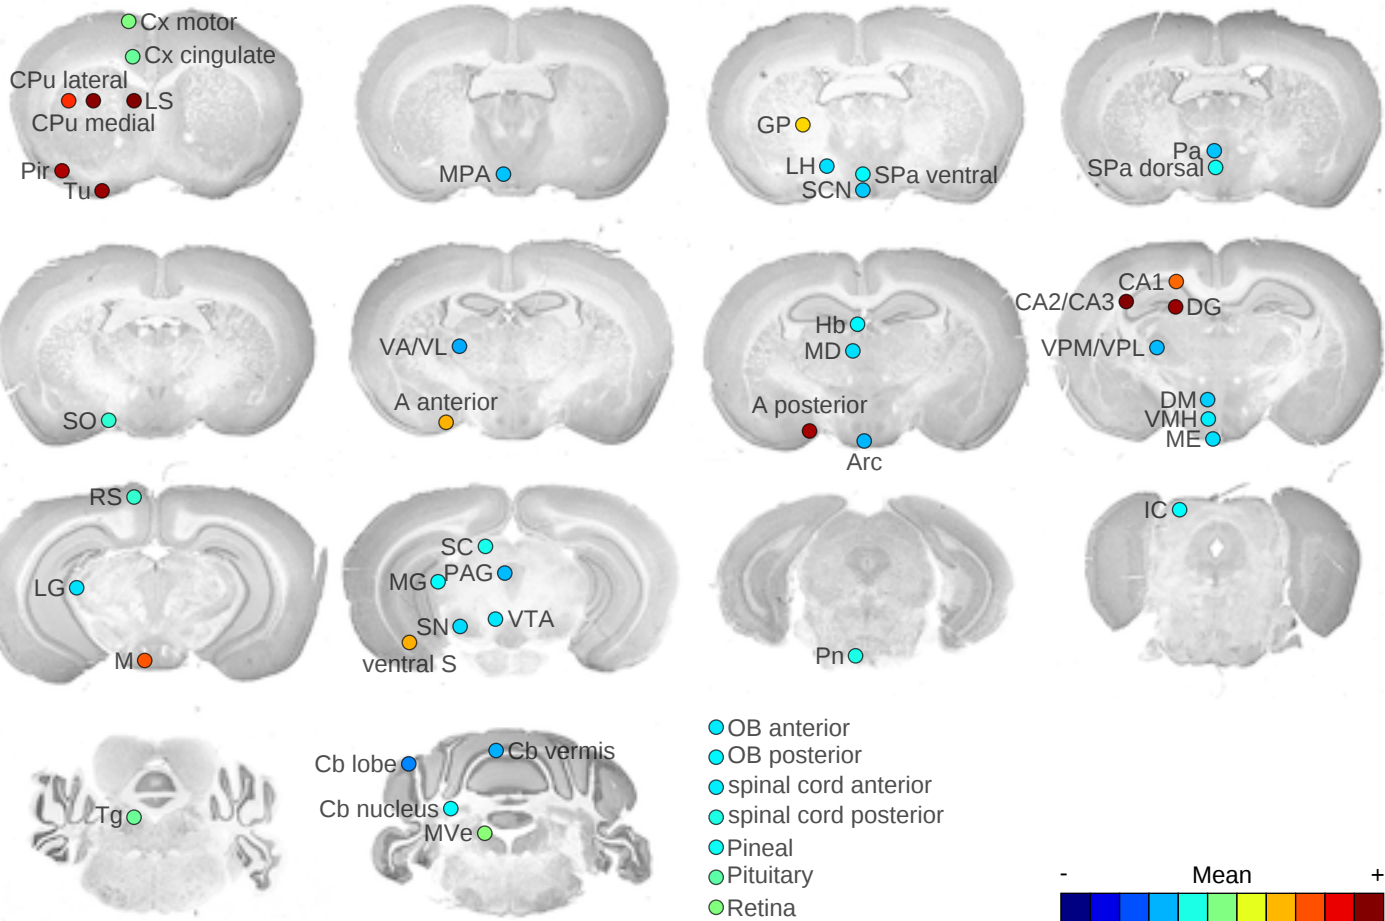 Cx motor
Cx cingulate
CPu lateral
LS
CPu medial
Pir
Tu
MPA
GP
LH
SPa ventral
SCN
Pa
SPa dorsal
SO
VA/VL
A anterior
Hb
MD
A posterior
Arc
CA1
CA2/CA3
DG
VPM/VPL
DM
VMH
ME
RS
LG
M
SC
MG
PAG
SN
VTA
ventral S
Pn
IC
Tg
Cb lobe
Cb vermis
Cb nucleus
MVe
OB anterior
OB posterior
spinal cord anterior
spinal cord posterior
Pineal
Pituitary
Retina
- Mean +